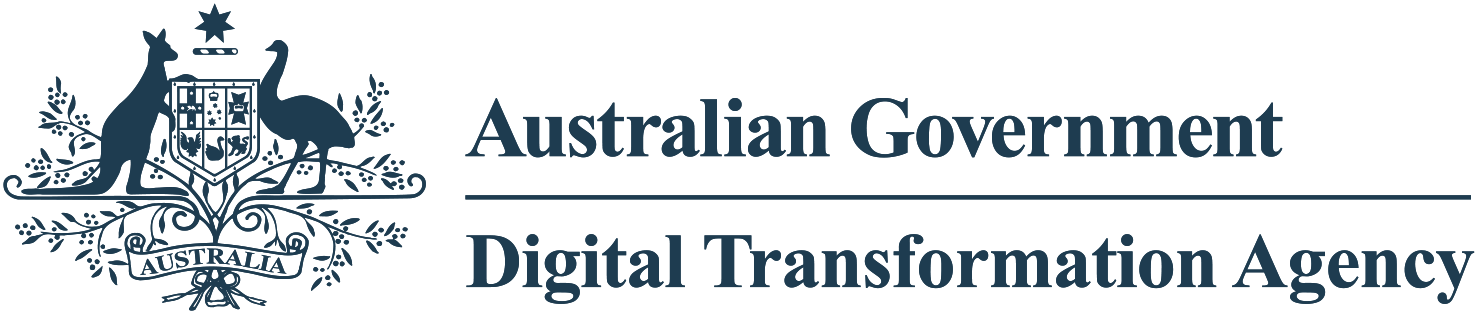 Australian Government
Digital Transformation Agency
AUSTRALIA